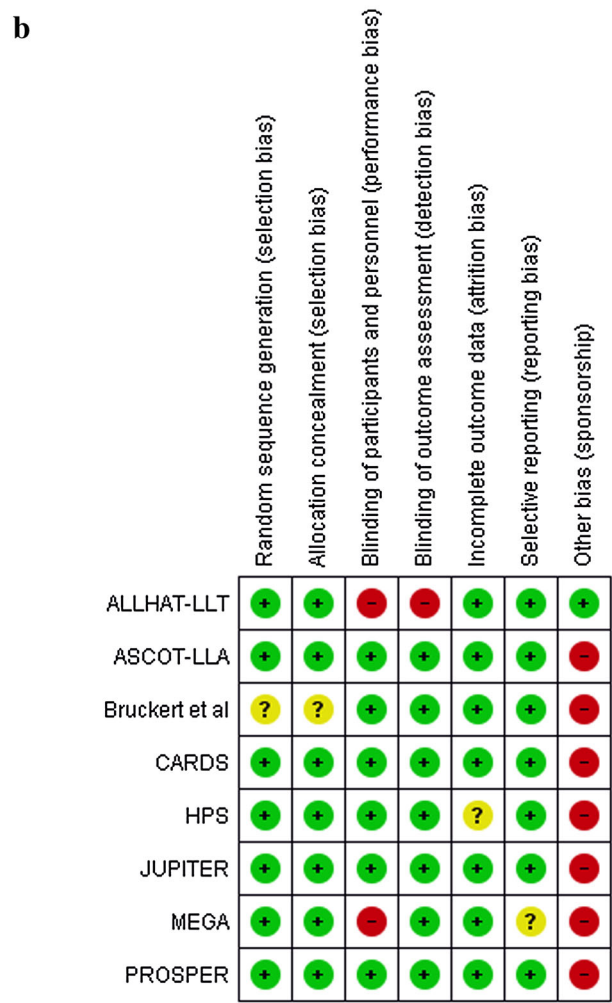 b
Random sequence generation (selection bias)
Allocation concealment (selection bias)
Blinding of participants and personnel (performance bias)
Blinding of outcome assessment (detection bias)
Incomplete outcome data (attrition bias)
Selective reporting (reporting bias)
Other bias (sponsorship)
ALLHAT-LLT + + - - + + +
ASCOT-LLA + + + + + + -
Bruckert et al ? ? + + + + -
CARDS + + + + + + -
HPS + + + + ? + -
JUPITER + + + + + + -
MEGA + + - + + ? -
PROSPER + + + + + + -